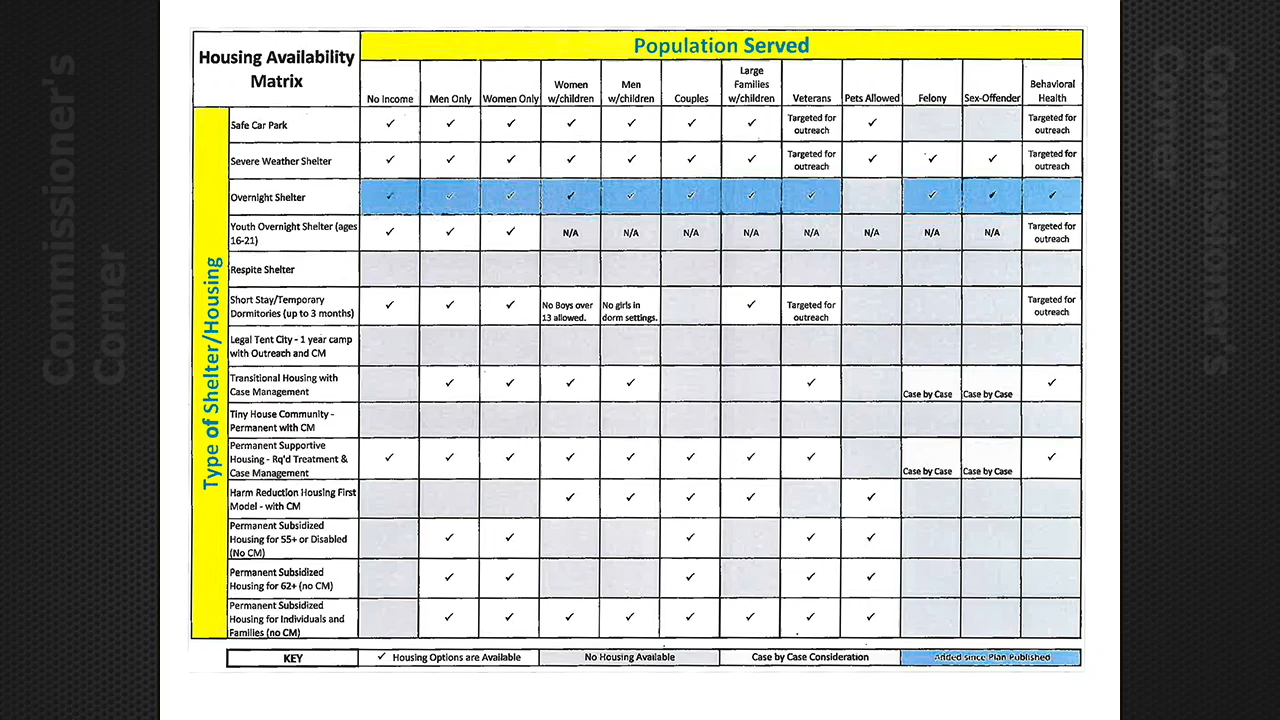 Commissioner's
Corner
Commissioner's
Corner
Housing Availability
Matrix
Population Served
No Income
Men Only
Women Only
Women
w/children
Men
w/children
Couples
Large
Families
w/children
Veterans
Pets Allowed
Felony
Sex-Offender
Behavioral
Health
Type of Shelter/Housing
Safe Car Park
✓ ✓ ✓ ✓ ✓ ✓ ✓
Targeted for
outreach
✓
Targeted for
outreach
Severe Weather Shelter
✓ ✓ ✓ ✓ ✓ ✓ ✓
Targeted for
outreach
✓ ✓ ✓
Targeted for
outreach
Overnight Shelter
✓ ✓ ✓ ✓ ✓ ✓ ✓ ✓ ✓ ✓ ✓
Youth Overnight Shelter (ages
16-21)
✓ ✓ ✓ N/A N/A N/A N/A N/A N/A N/A N/A
Targeted for
outreach
Respite Shelter
Short Stay/Temporary
Dormitories (up to 3 months)
✓ ✓ ✓
No Boys over
13 allowed.
No girls in
dorm settings.
✓
Targeted for
outreach
Targeted for
outreach
Legal Tent City - 1 year camp
with Outreach and CM
Transitional Housing with
Case Management
✓ ✓ ✓ ✓ ✓ Case by Case Case by Case ✓
Tiny House Community -
Permanent with CM
Permanent Supportive
Housing - Rq'd Treatment &
Case Management
✓ ✓ ✓ ✓ ✓ ✓ ✓ ✓ Case by Case Case by Case ✓
Harm Reduction Housing First
Model - with CM
✓ ✓ ✓ ✓ ✓
Permanent Subsidized
Housing for 55+ or Disabled
(No CM)
✓ ✓ ✓ ✓ ✓
Permanent Subsidized
Housing for 62+ (no CM)
✓ ✓ ✓ ✓ ✓
Permanent Subsidized
Housing for Individuals and
Families (no CM)
✓ ✓ ✓ ✓ ✓ ✓ ✓ ✓
KEY
✓ Housing Options are Available
No Housing Available
Case by Case Consideration
Added since Plan Published